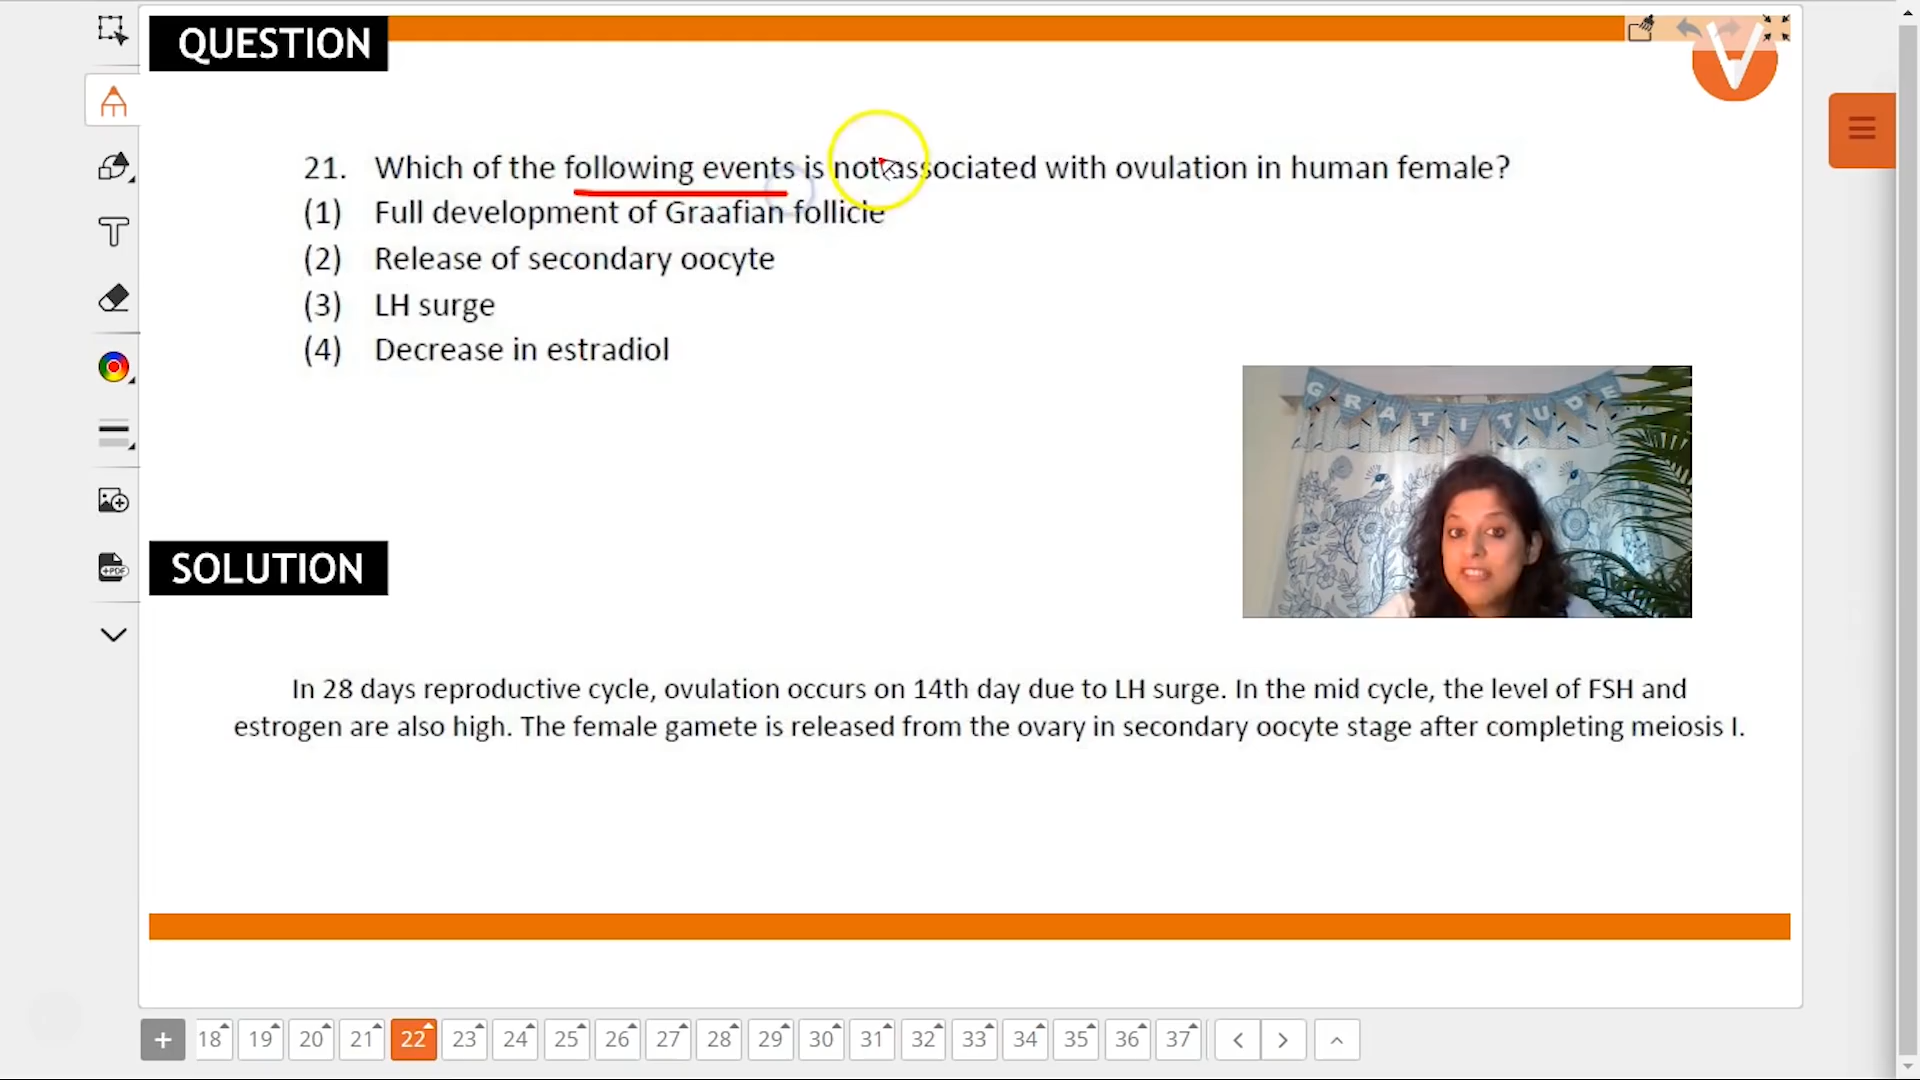 QUESTION
21. Which of the following events is not associated with ovulation in human female?
(1) Full development of Graafian follicle
(2) Release of secondary oocyte
(3) LH surge
(4) Decrease in estradiol
GRATITUDE
SOLUTION
In 28 days reproductive cycle, ovulation occurs on 14th day due to LH surge. In the mid cycle, the level of FSH and
estrogen are also high. The female gamete is released from the ovary in secondary oocyte stage after completing meiosis I.
T
+PDF
+ 18 19 20 21 22 23 24 25 26 27 28 29 30 31 32 33 34 35 36 37